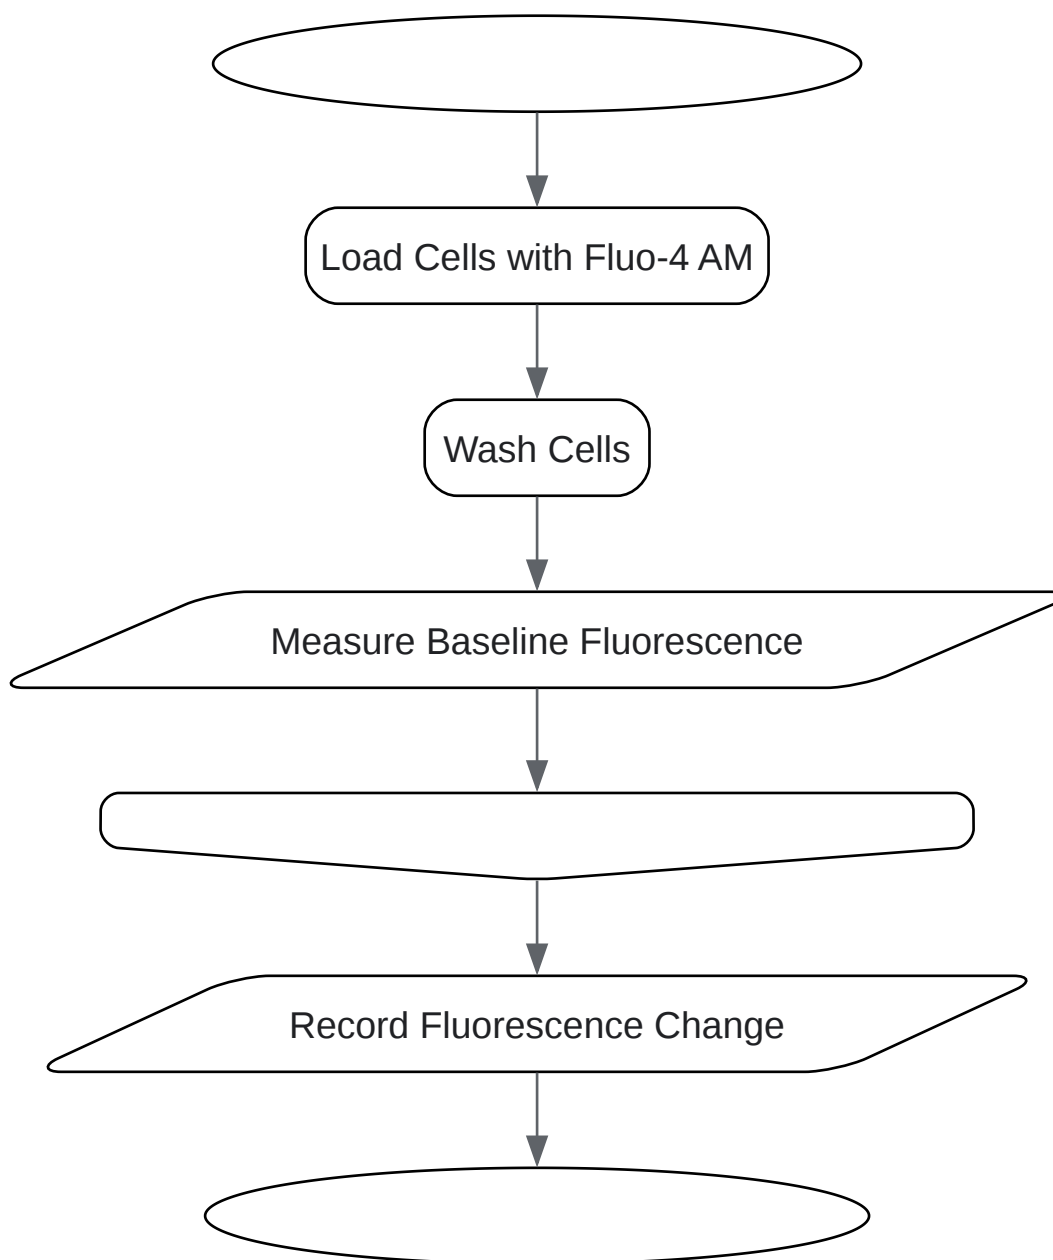 Load Cells with Fluo-4 AM
Wash Cells
Measure Baseline Fluorescence
Record Fluorescence Change